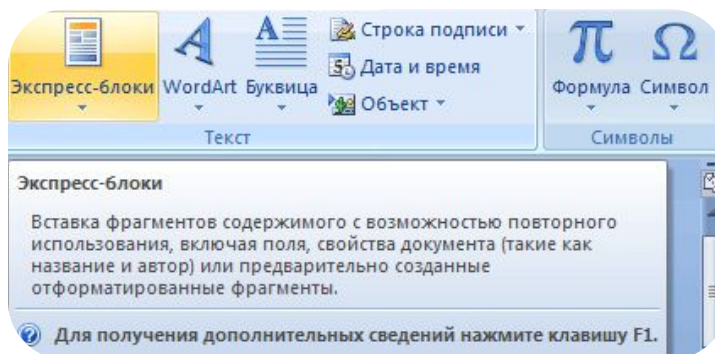 Строка подписи
Дата и время
Объект
Экспресс-блоки WordArt Буквица
Формула Символ
Текст
Символы
Экспресс-блоки
Вставка фрагментов содержимого с возможностью повторного
использования, включая поля, свойства документа (такие как
название и автор) или предварительно созданные
отформатированные фрагменты.
Для получения дополнительных сведений нажмите клавишу F1.